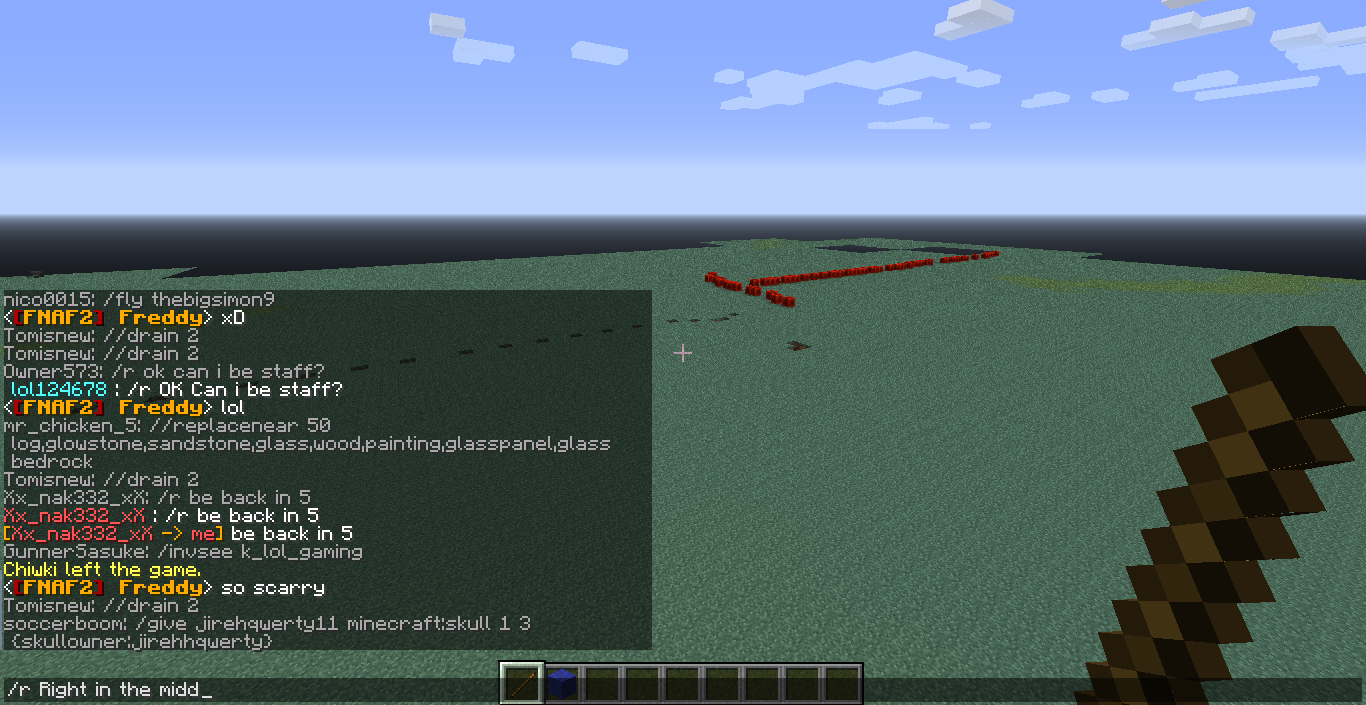 nico0015: /fly thebigsimon9
<[FNAF2] Freddy> xD
Tomisnew: //drain 2
Tomisnew: //drain 2
Owner573: /r ok can i be staff?
lol124678 : /r OK Can i be staff?
<[FNAF2] Freddy> lol
mr_chicken_5: //replacenear 50
log,glowstone,sandstone,glass,wood,painting,glasspanel,glass
bedrock
Tomisnew: //drain 2
Xx_nak332_xX: /r be back in 5
Xx_nak332_xX : /r be back in 5
[Xx_nak332_xX -> me] be back in 5
GunnerSasuke: /invsee k_lol_gaming
Chiwki left the game.
<[FNAF2] Freddy> so scarry
Tomisnew: //drain 2
soccerboom: /give jirehqwerty11 minecraft:skull 1 3
{skullowner:jirehhqwerty}
/r Right in the midd_